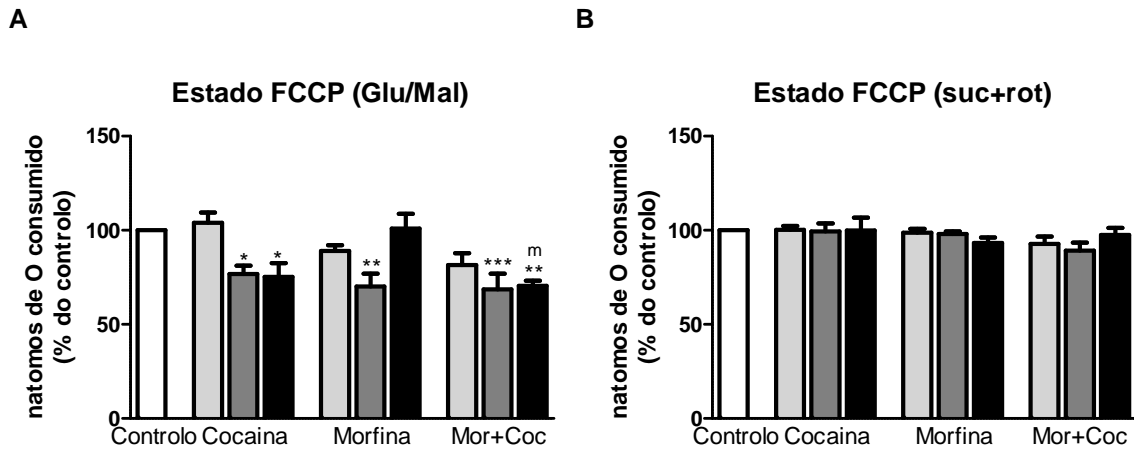 A
B
Estado FCCP (Glu/Mal)
natomos de O consumido
(% do controlo)
150
100
50
0
* * ** *** m **
Controlo Cocaina Morfina Mor+Coc
Estado FCCP (suc+rot)
natomos de O consumido
(% do controlo)
150
100
50
0
Controlo Cocaina Morfina Mor+Coc